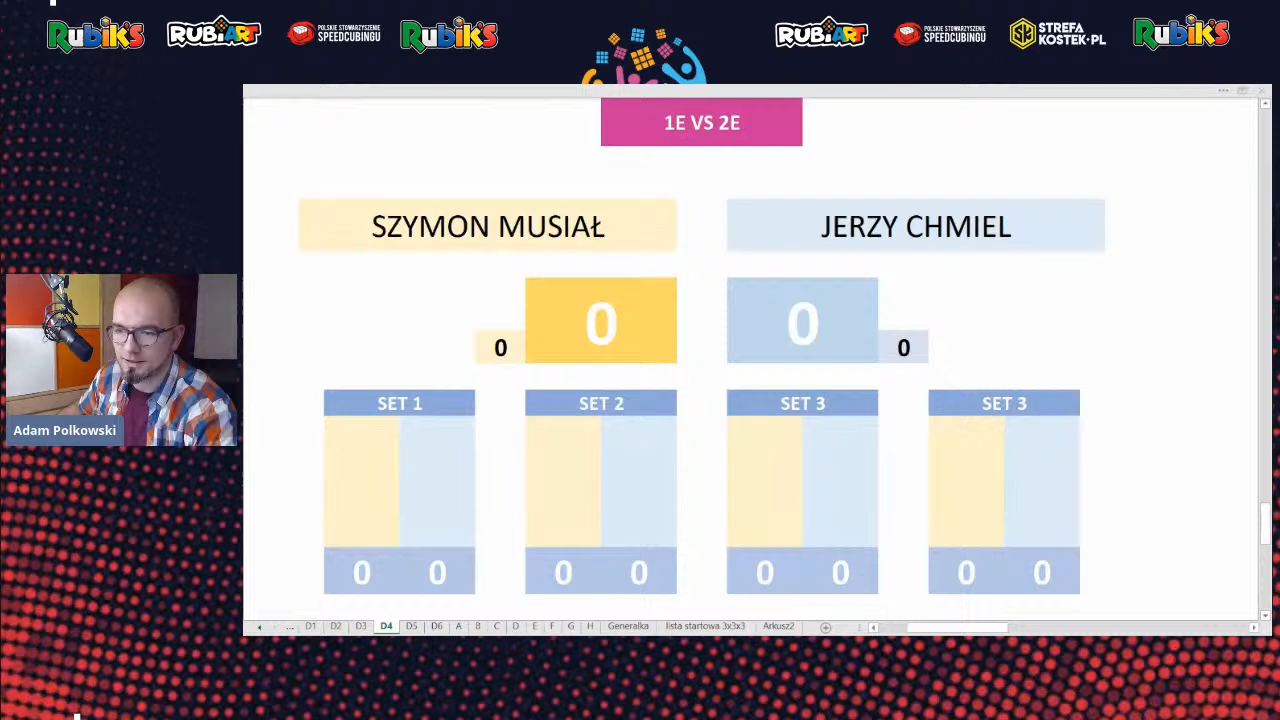 Rubik's
RUBIART
POLSKIE STOWARZYSZENIE
SPEEDCUBINGU
Rubik's
RUBIART
POLSKIE STOWARZYSZENIE
SPEEDCUBINGU
STREFA
KOSTEK.PL
Rubik's
1E VS 2E
SZYMON MUSIAŁ
JERZY CHMIEL
0 0
0 0
SET 1
SET 2
SET 3
SET 3
0 0
0 0
0 0
0 0
Adam Polkowski
... D1 D2 D3 D4 D5 D6 A B C D E F G H Generalka lista startowa 3x3x3 Arkusz2